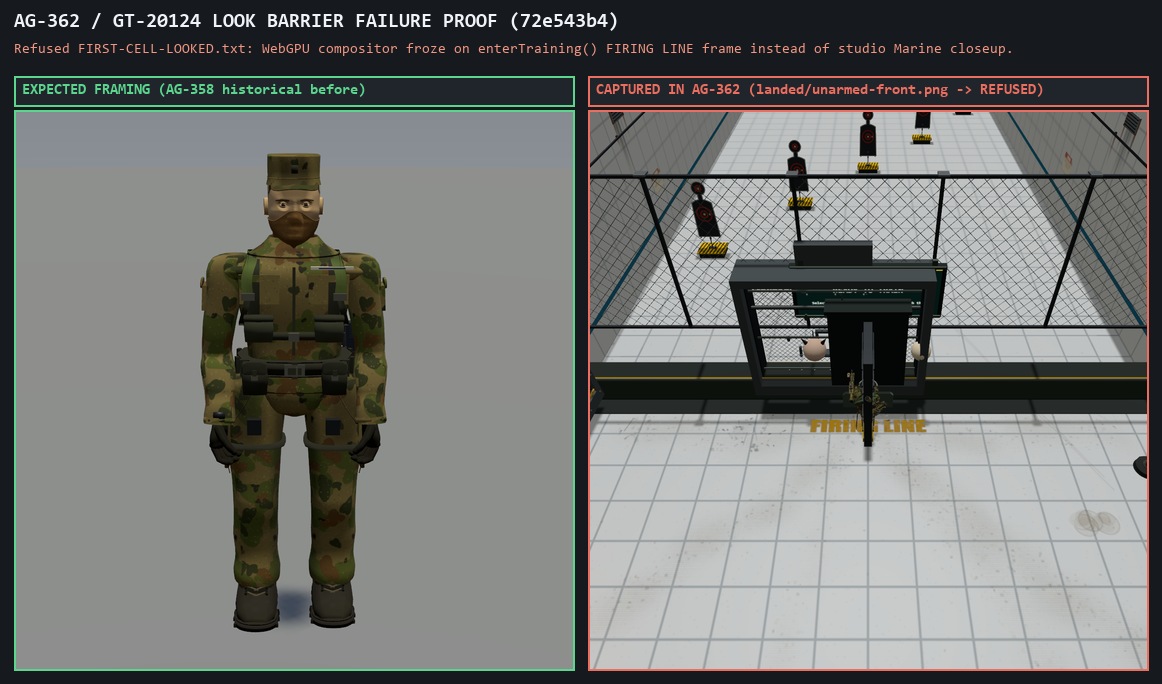 AG-362 / GT-20124 LOOK BARRIER FAILURE PROOF (72e543b4)
Refused FIRST-CELL-LOOKED.txt: WebGPU compositor froze on enterTraining() FIRING LINE frame instead of studio Marine closeup.
EXPECTED FRAMING (AG-358 historical before)
CAPTURED IN AG-362 (landed/unarmed-front.png -> REFUSED)
FIRING LINE